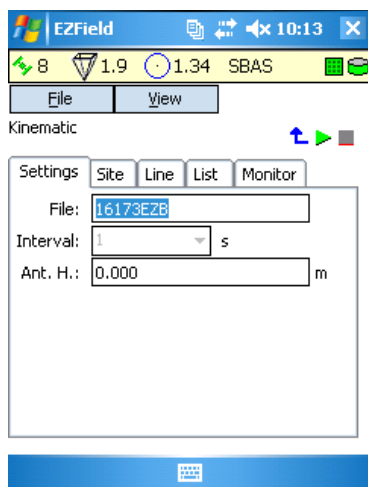 EZField 10:13
8 1.9 1.34 SBAS
File View
Kinematic
Settings Site Line List Monitor
File: 16173EZB
Interval: 1 s
Ant. H.: 0.000 m